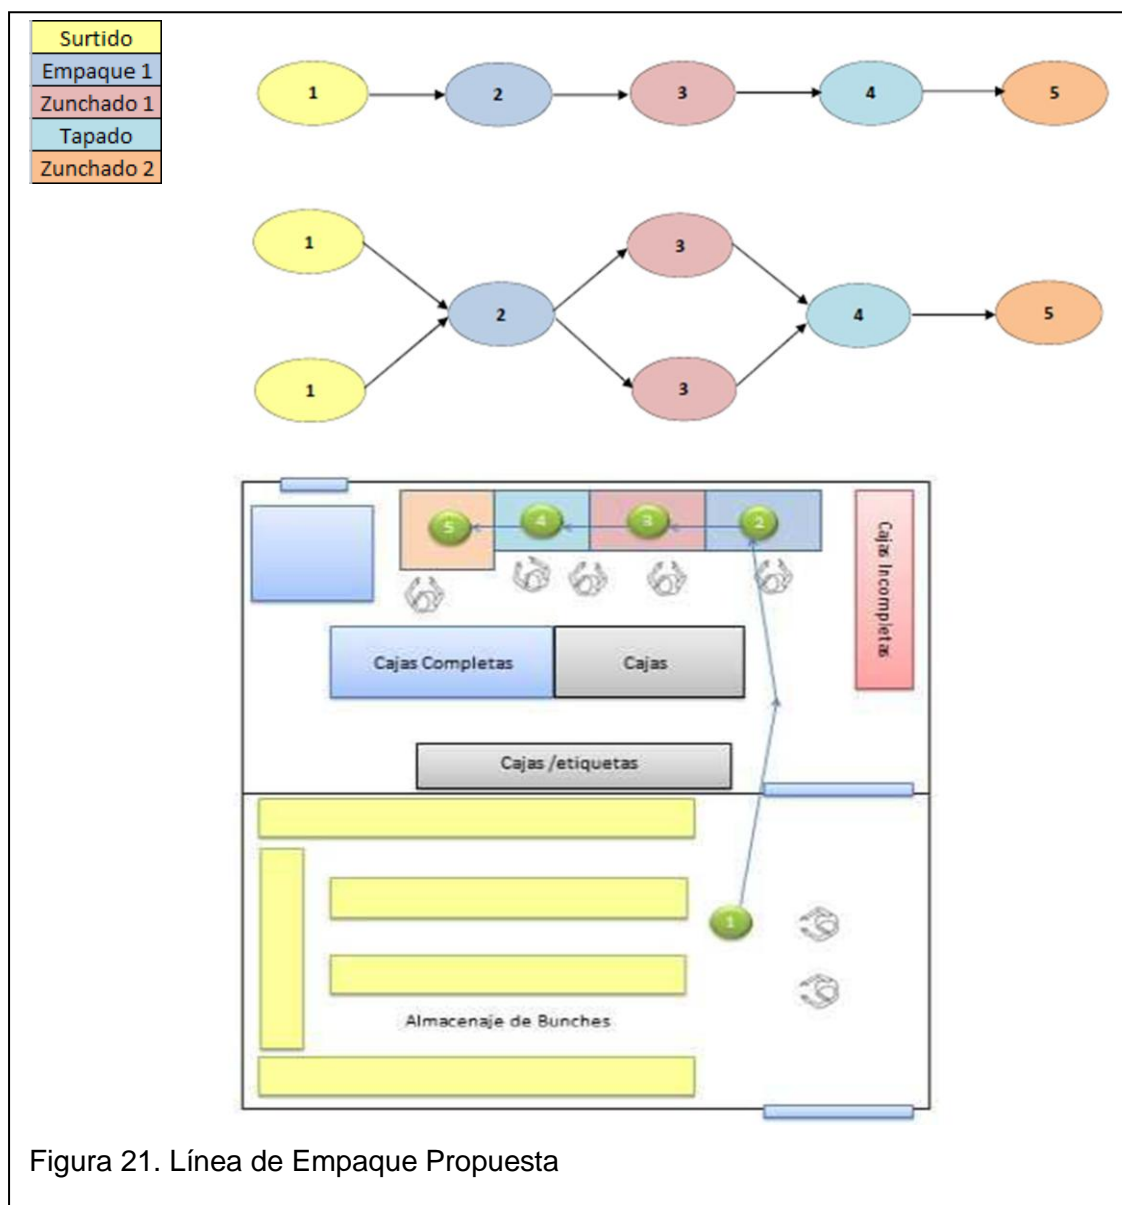 Surtido
Empaque 1
Zunchado 1
Tapado
Zunchado 2
1
2
3
4
5
1
1
2
3
3
4
5
5
4
3
2
Cajas Incompletas
Cajas Completas
Cajas
Cajas /etiquetas
1
Almacenaje de Bunches
Figura 21. Línea de Empaque Propuesta